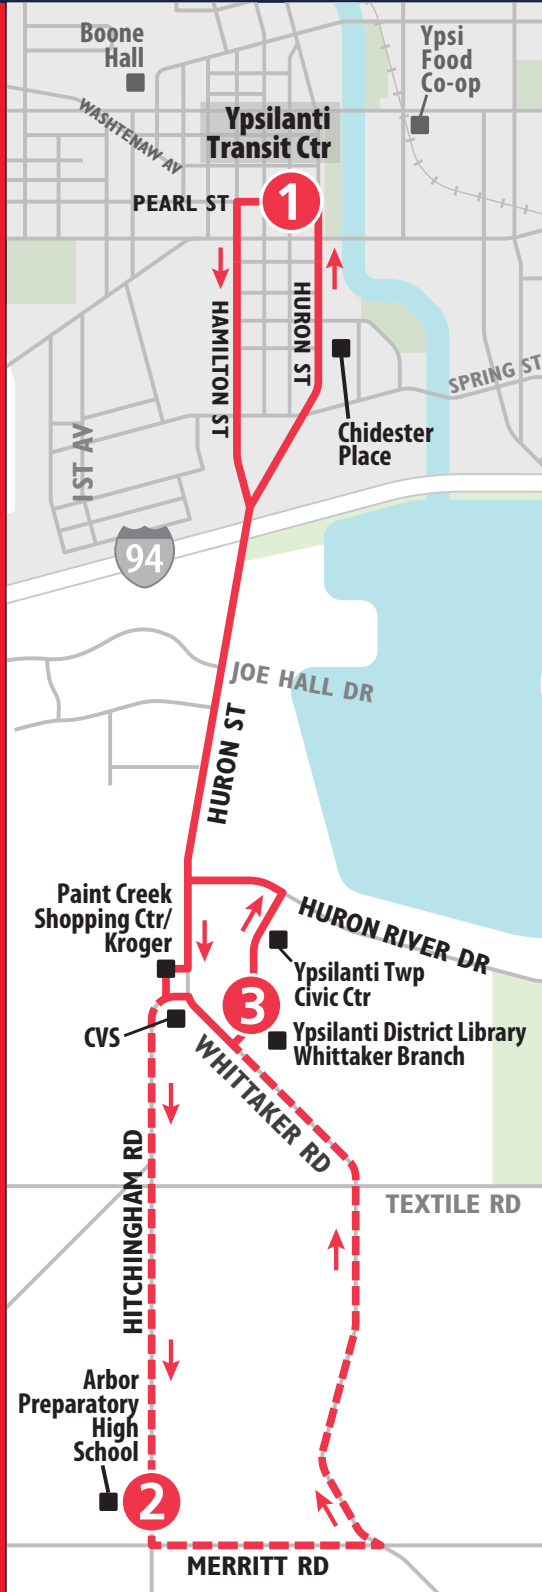 Boone
Hall
Ypsi
Food
Co-op
WASHTENAW AV
Ypsilanti
Transit Ctr
PEARL ST
1
HAMILTON ST
HURON ST
SPRING ST
Chidester
Place
1ST AV
94
JOE HALL DR
HURON ST
Paint Creek
Shopping Ctr/
Kroger
HURON RIVER DR
Ypsilanti Twp
Civic Ctr
3
CVS
Ypsilanti District Library
Whittaker Branch
WHITTAKER RD
HITCHINGHAM RD
TEXTILE RD
Arbor
Preparatory
High
School
2
MERRITT RD